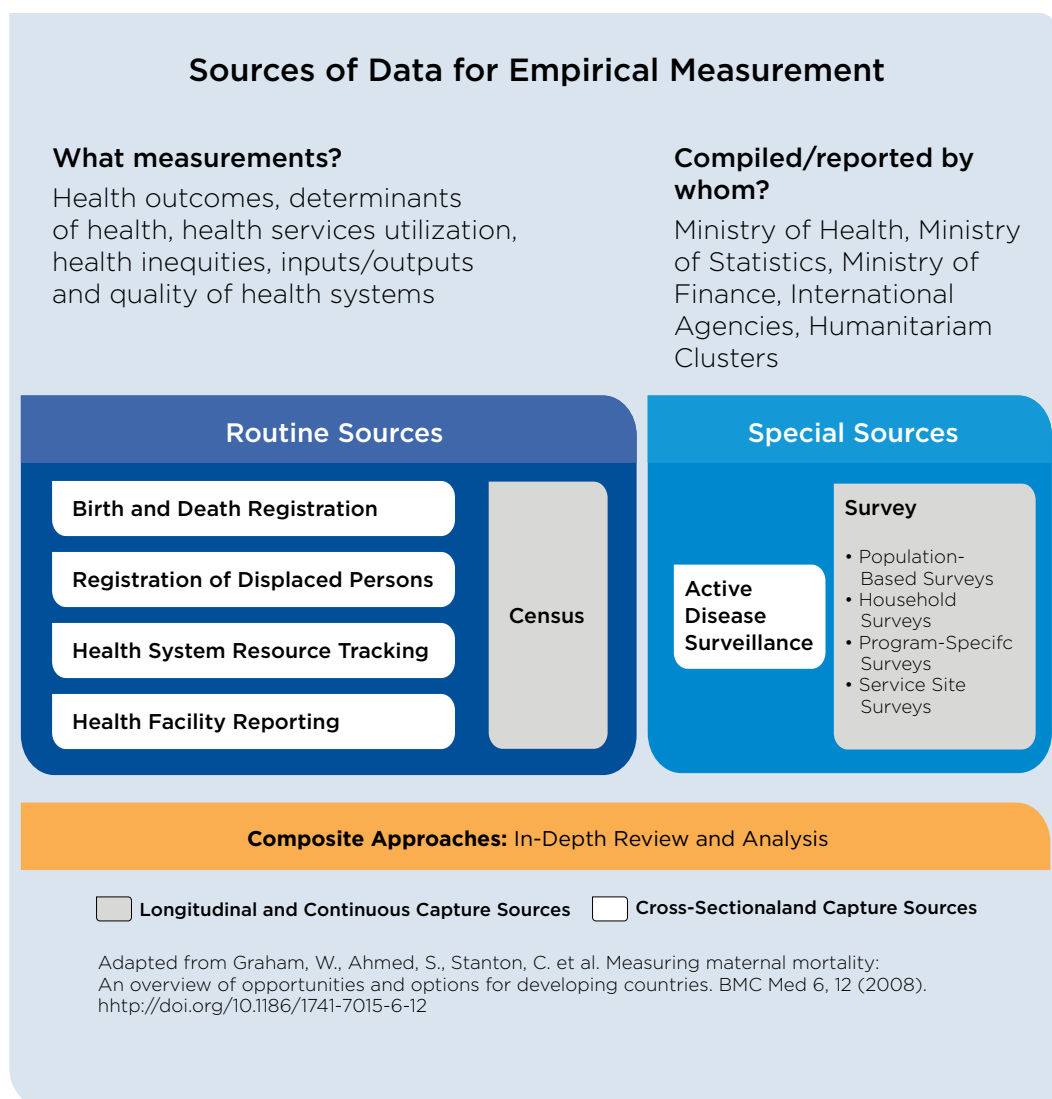 Sources of Data for Empirical Measurement
What measurements?
Health outcomes, determinants
of health, health services utilization,
health inequities, inputs/outputs
and quality of health systems
Compiled/reported by
whom?
Ministry of Health, Ministry
of Statistics, Ministry of
Finance, International
Agencies, Humanitariam
Clusters
Routine Sources
Birth and Death Registration
Registration of Displaced Persons
Health System Resource Tracking
Health Facility Reporting
Census
Special Sources
Active
Disease
Surveillance
Survey
• Population-
Based Surveys
• Household
Surveys
• Program-Specifc
Surveys
• Service Site
Surveys
Composite Approaches: In-Depth Review and Analysis
Longitudinal and Continuous Capture Sources
Cross-Sectionaland Capture Sources
Adapted from Graham, W., Ahmed, S., Stanton, C. et al. Measuring maternal mortality:
An overview of opportunities and options for developing countries. BMC Med 6, 12 (2008).
hhtp://doi.org/10.1186/1741-7015-6-12